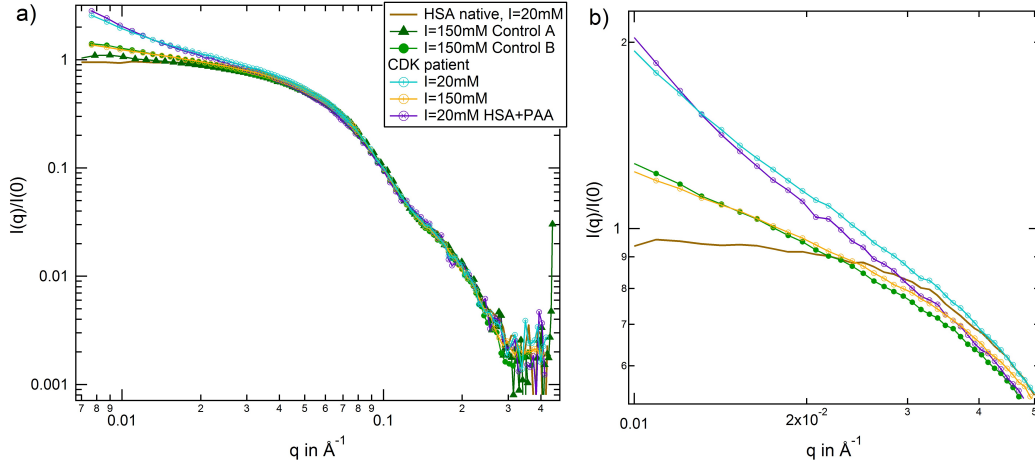 a)
HSA native, I=20mM
I=150mM Control A
I=150mM Control B
CDK patient
I=20mM
I=150mM
I=20mM HSA+PAA
I(q)/I(0)
1
0.1
0.01
0.001
7 8 9 0.01 2 3 4 5 6 7 8 9 0.1 2 3 4
q in Å⁻¹
b)
I(q)/I(0)
2
1
9
8
7
6
0.01 2x10⁻² 3 4 5
q in Å⁻¹